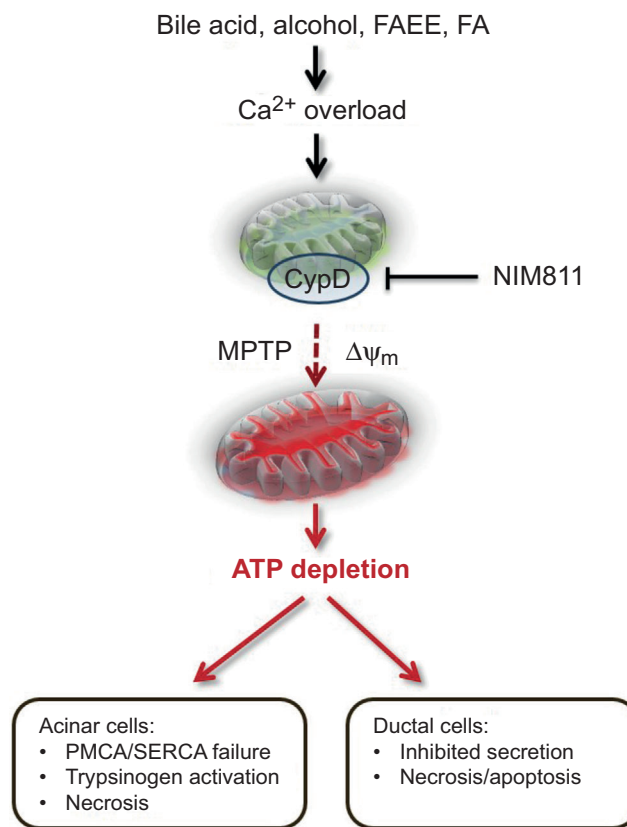 Bile acid, alcohol, FAEE, FA
Ca²⁺ overload
CypD
NIM811
MPTP Δψm
ATP depletion
Acinar cells:
• PMCA/SERCA failure
• Trypsinogen activation
• Necrosis
Ductal cells:
• Inhibited secretion
• Necrosis/apoptosis